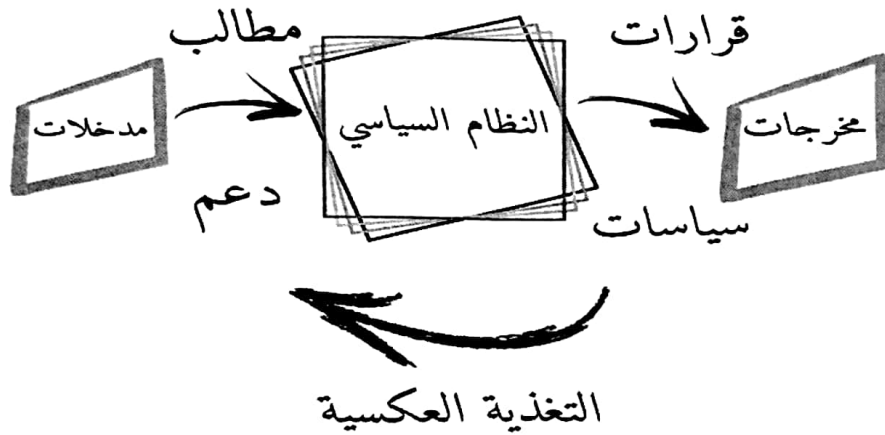 مطالب
قرارات
مدخلات
النظام السياسي
مخرجات
دعم
سياسات
التغذية العكسية